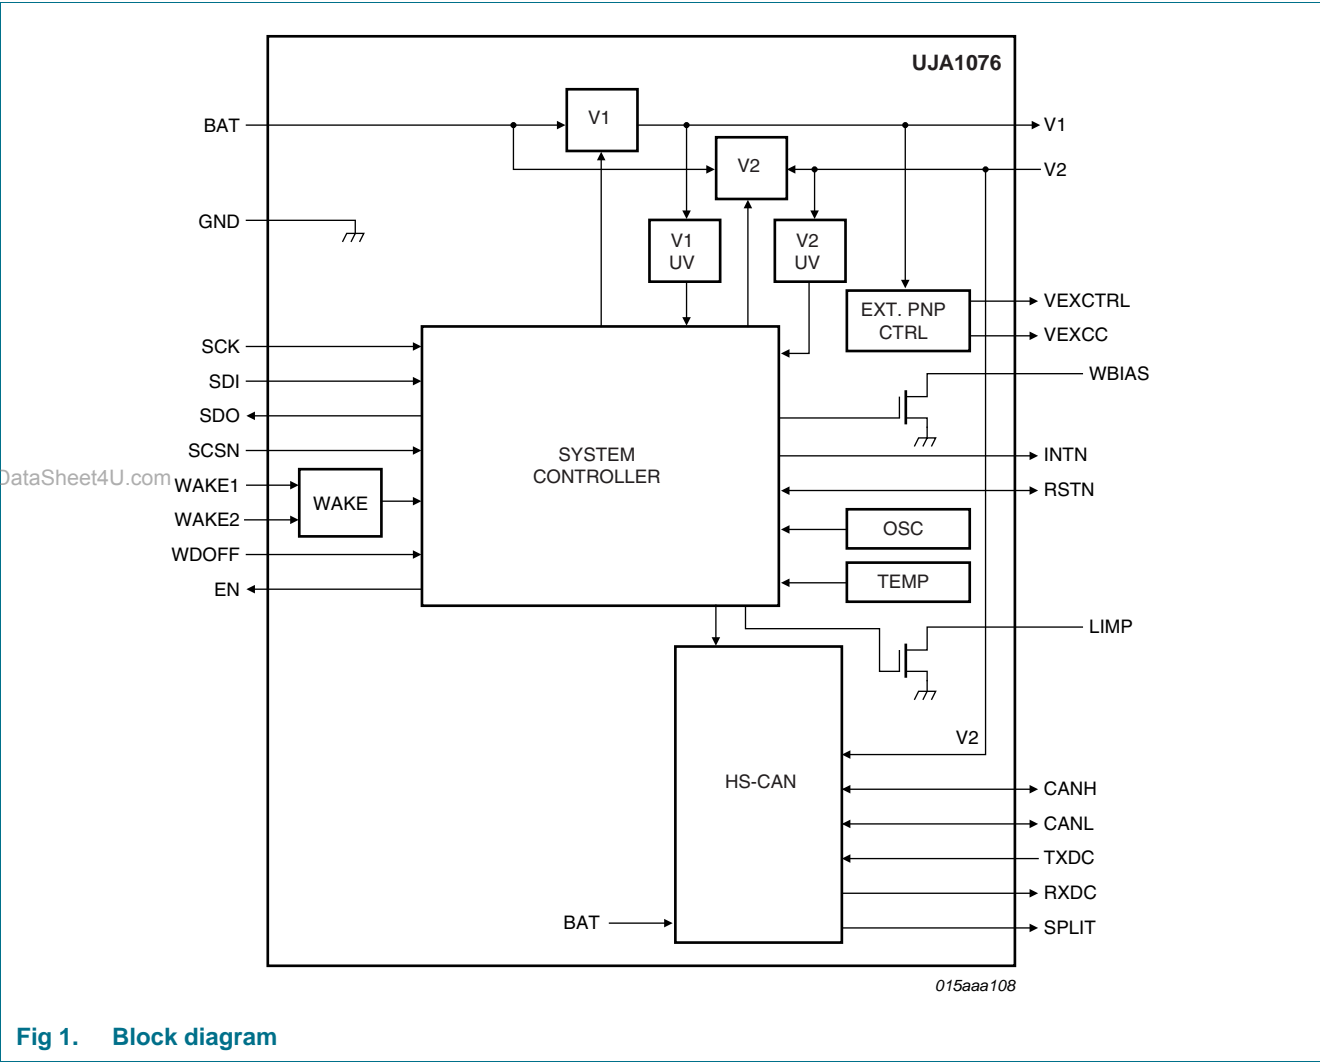 UJA1076
BAT
V1
V1
V2
V2
GND
V1
UV
V2
UV
EXT. PNP
CTRL
VEXCTRL
VEXCC
SCK
SDI
SDO
SCSN
WAKE1
WAKE2
WAKE
WDOFF
EN
SYSTEM
CONTROLLER
WBIAS
INTN
RSTN
OSC
TEMP
LIMP
V2
HS-CAN
CANH
CANL
TXDC
RXDC
SPLIT
BAT
015aaa108
DataSheet4U.com
Fig 1. Block diagram